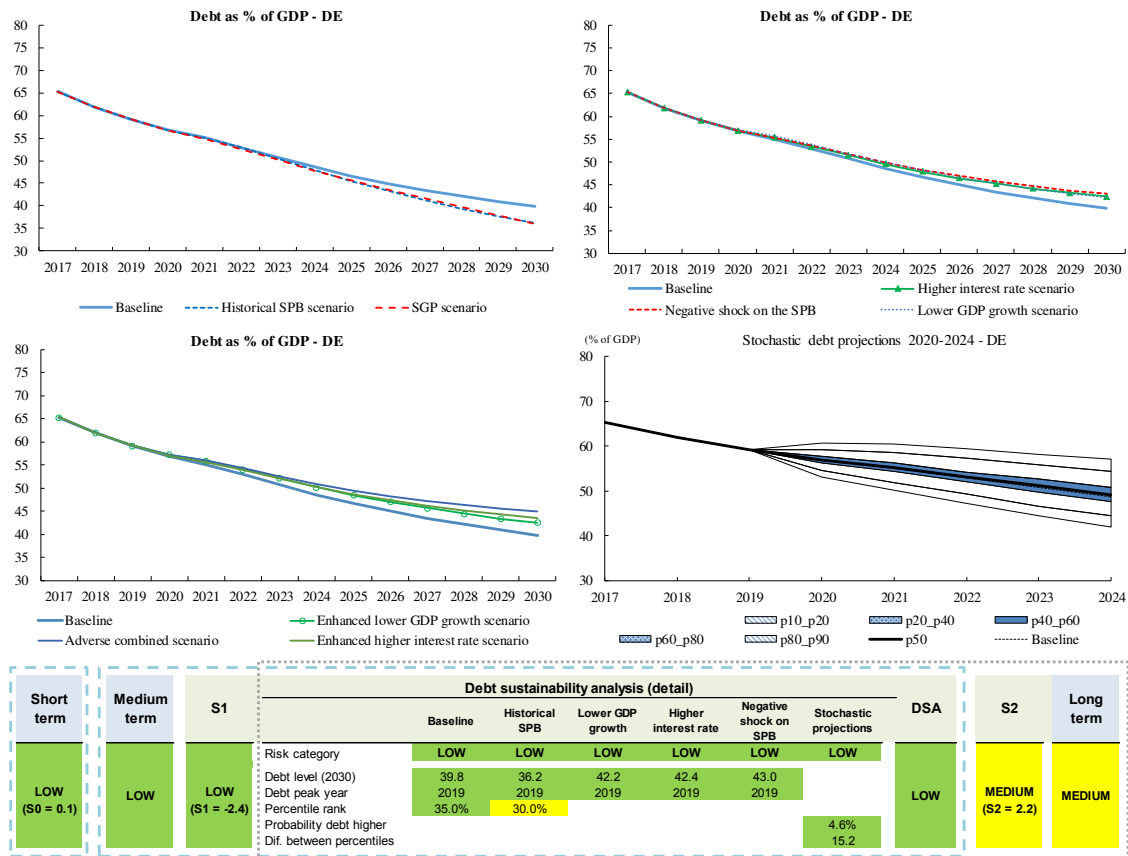 Debt as % of GDP - DE
80
75
70
65
60
55
50
45
40
35
30
2017 2018 2019 2020 2021 2022 2023 2024 2025 2026 2027 2028 2029 2030
Baseline Historical SPB scenario SGP scenario
Debt as % of GDP - DE
80
75
70
65
60
55
50
45
40
35
30
2017 2018 2019 2020 2021 2022 2023 2024 2025 2026 2027 2028 2029 2030
Baseline Higher interest rate scenario
Negative shock on the SPB Lower GDP growth scenario
Debt as % of GDP - DE
80
75
70
65
60
55
50
45
40
35
30
2017 2018 2019 2020 2021 2022 2023 2024 2025 2026 2027 2028 2029 2030
Baseline Enhanced lower GDP growth scenario
Adverse combined scenario Enhanced higher interest rate scenario
(% of GDP) Stochastic debt projections 2020-2024 - DE
80
70
60
50
40
30
2017 2018 2019 2020 2021 2022 2023 2024
p10_p20 p20_p40 p40_p60
p60_p80 p80_p90 p50 Baseline
Short term
LOW
(S0 = 0.1)
Medium term
LOW
S1
LOW
(S1 = -2.4)
Debt sustainability analysis (detail)
Baseline Historical SPB Lower GDP growth Higher interest rate Negative shock on SPB Stochastic projections
Risk category LOW LOW LOW LOW LOW LOW
Debt level (2030) 39.8 36.2 42.2 42.4 43.0
Debt peak year 2019 2019 2019 2019 2019
Percentile rank 35.0% 30.0%
Probability debt higher 4.6%
Dif. between percentiles 15.2
DSA
LOW
S2
MEDIUM
(S2 = 2.2)
Long term
MEDIUM